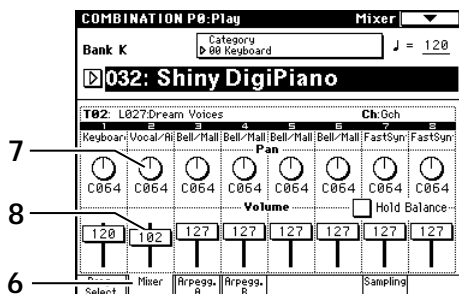 COMBINATION P0:Play Mixer
Bank K Category ♩ = 120
00 Keyboard
032: Shiny DigiPiano
T02: L027:Dream Voices Ch:Gch
1 2 3 4 5 6 7 8
Keyboar Vocal/Ai Bell/Mall Bell/Mall Bell/Mall Bell/Mall FastSyn FastSyn
Pan
7
C064 C064 C064 C064 C064 C064 C064 C064
Volume Hold Balance
120 102 127 127 127 127 127 127
8
6 Mixer Arpegg. Arpegg. Sampling
Select A B